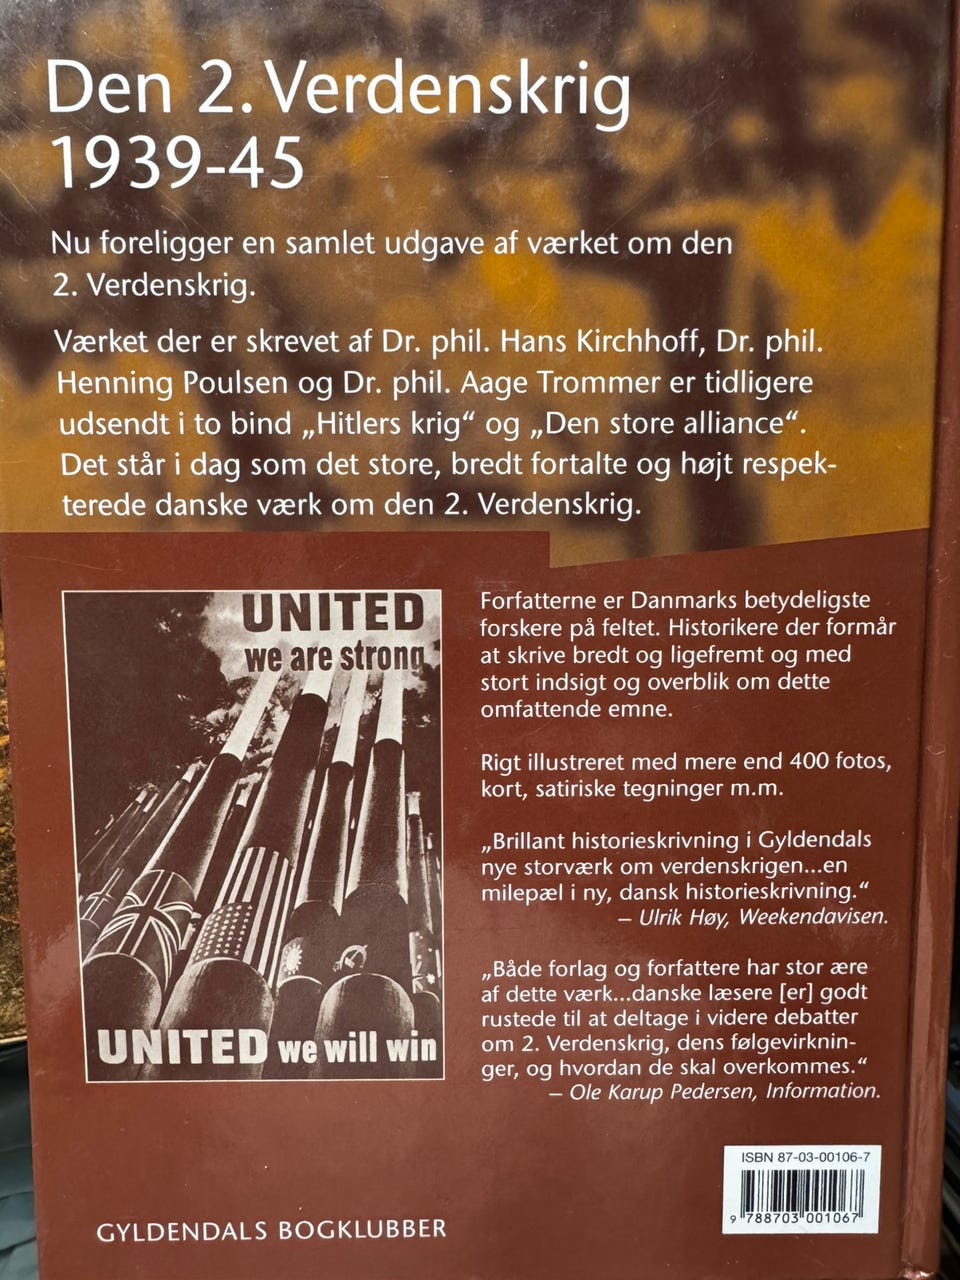 Den 2. Verdenskrig
1939-45
Nu foreligger en samlet udgave af værket om den
2. Verdenskrig.
Værket der er skrevet af Dr. phil. Hans Kirchhoff, Dr. phil.
Henning Poulsen og Dr. phil. Aage Trommer er tidligere
udsendt i to bind „Hitlers krig“ og „Den store alliance“.
Det står i dag som det store, bredt fortalte og højt respek-
terede danske værk om den 2. Verdenskrig.
UNITED
we are strong
UNITED we will win
Forfatterne er Danmarks betydeligste
forskere på feltet. Historikere der formår
at skrive bredt og ligefremt og med
stort indsigt og overblik om dette
omfattende emne.
Rigt illustreret med mere end 400 fotos,
kort, satiriske tegninger m.m.
„Brillant historieskrivning i Gyldendals
nye storværk om verdenskrigen...en
milepæl i ny, dansk historieskrivning.“
– Ulrik Høy, Weekendavisen.
„Både forlag og forfattere har stor ære
af dette værk...danske læsere [er] godt
rustede til at deltage i videre debatter
om 2. Verdenskrig, dens følgevirknin-
ger, og hvordan de skal overkommes.“
– Ole Karup Pedersen, Information.
ISBN 87-03-00106-7
9 788703 001067
GYLDENDALS BOGKLUBBER